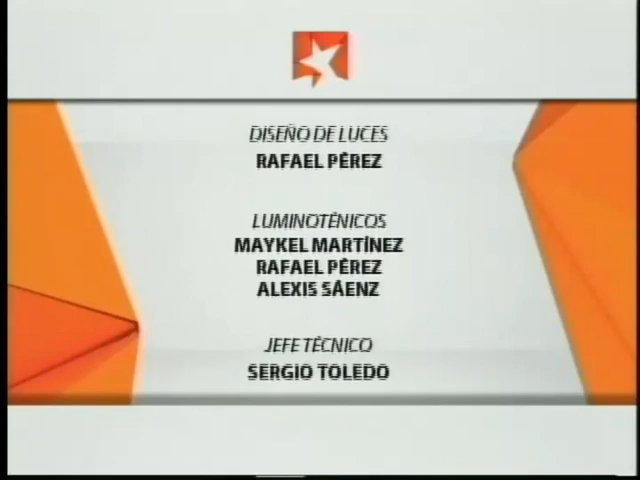 DISEÑO DE LUCES
RAFAEL PÉREZ
LUMINOTÉNICOS
MAYKEL MARTÍNEZ
RAFAEL PÉREZ
ALEXIS SÁENZ
JEFE TÉCNICO
SERGIO TOLEDO